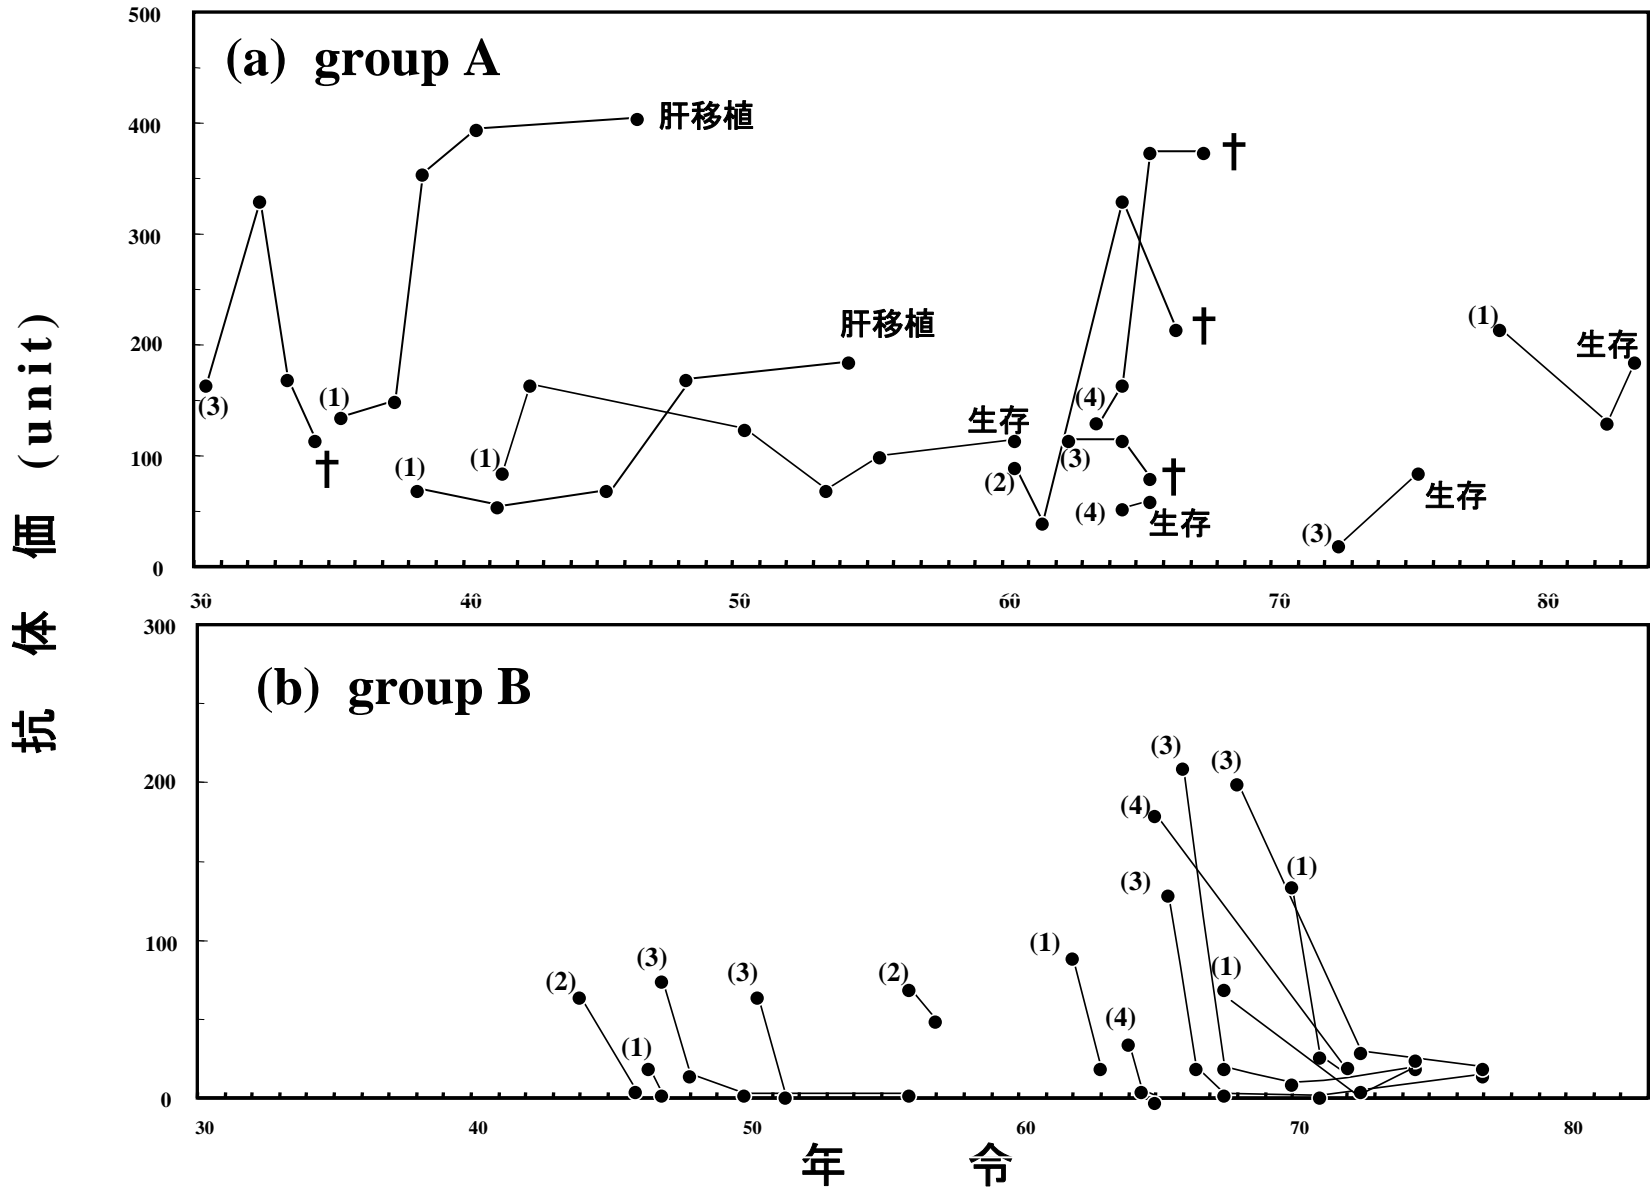 抗 体 価 (unit)
(a) group A
500
400
300
200
100
0
肝移植
†
肝移植
†
生存
(1)
生存
(4)
(3)
(1)
(1)
(1)
生存
(2)
(3)
†
†
(4)
生存
生存
(3)
30 40 50 60 70 80
(b) group B
300
200
100
0
(3)
(3)
(4)
(1)
(3)
(1)
(3)
(3)
(2)
(1)
(2)
(4)
(1)
30 40 50 60 70 80
年 令